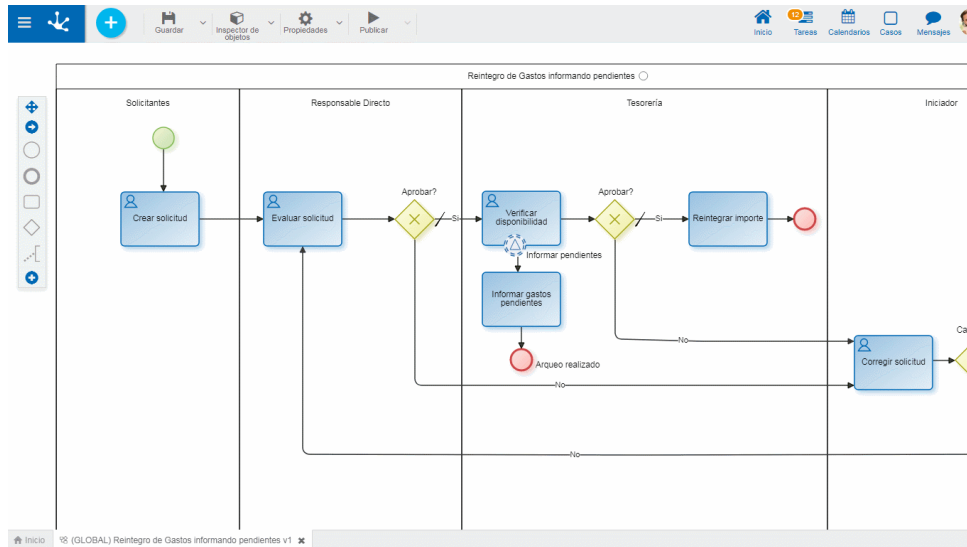 Guardar
Inspector de
objetos
Propiedades
Publicar
Inicio
12
Tareas
Calendarios
Casos
Mensajes
Reintegro de Gastos informando pendientes
Solicitantes
Responsable Directo
Tesorería
Iniciador
Crear solicitud
Evaluar solicitud
Aprobar?
Si
Verificar
disponibilidad
Aprobar?
Si
Reintegrar importe
Informar pendientes
Informar gastos
pendientes
Arqueo realizado
No
Ca
Corregir solicitud
No
No
Inicio
(GLOBAL) Reintegro de Gastos informando pendientes v1